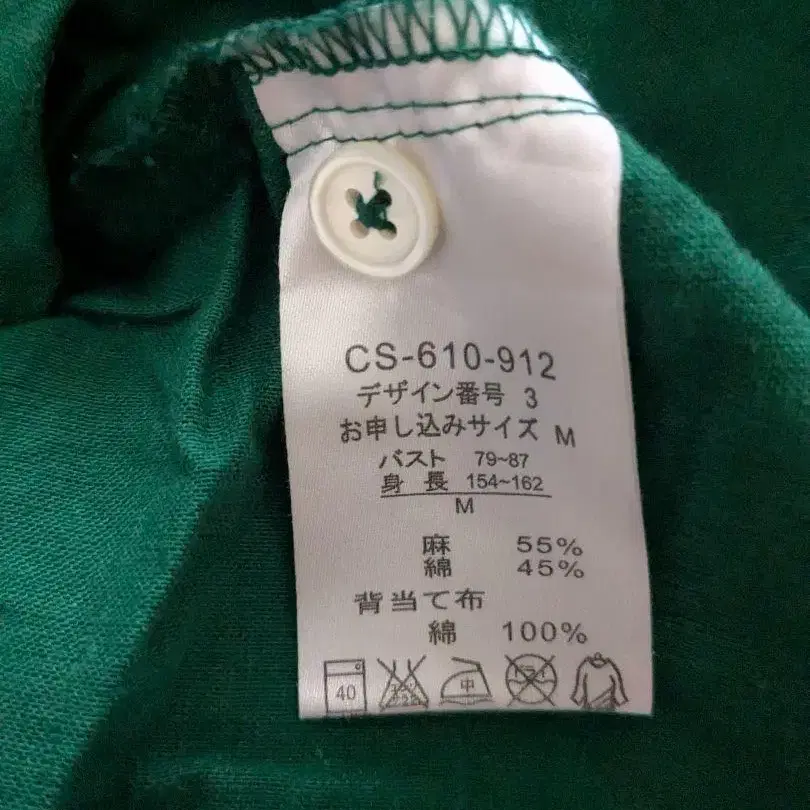 CS-610-912
デザイン番号 3
お申し込みサイズ M
バスト 79~87
身 長 154~162
M
麻 55%
綿 45%
背当て布
綿 100%
40 中